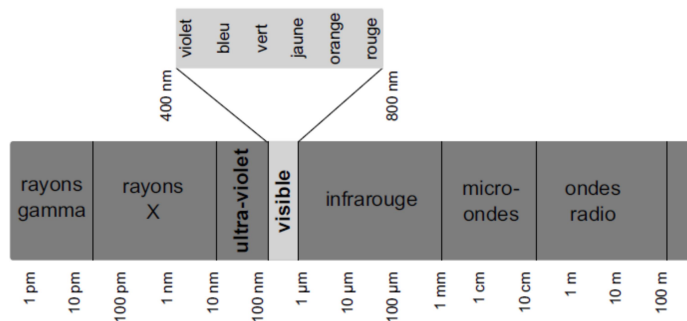 violet
bleu
vert
jaune
orange
rouge
400 nm
800 nm
rayons
gamma
rayons
X
ultra-violet
visible
infrarouge
micro-
ondes
ondes
radio
1 pm
10 pm
100 pm
1 nm
10 nm
100 nm
1 µm
10 µm
100 µm
1 mm
1 cm
10 cm
1 m
10 m
100 m